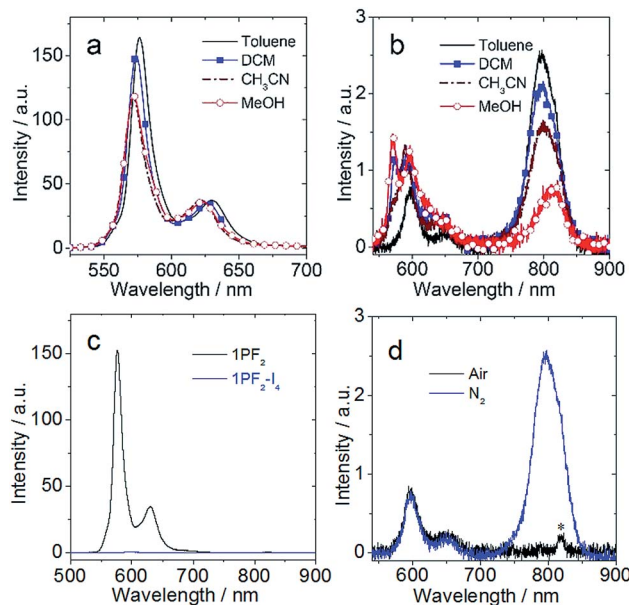 a
Toluene
DCM
CH₃CN
MeOH
Intensity / a.u.
150
100
50
0
550
600
650
700
Wavelength / nm
b
Toluene
DCM
CH₃CN
MeOH
Intensity / a.u.
3
2
1
0
600
700
800
900
Wavelength / nm
c
1PF₂
1PF₂-I₄
Intensity / a.u.
150
100
50
0
500
600
700
800
900
Wavelength / nm
d
Air
N₂
*
Intensity / a.u.
3
2
1
0
600
700
800
900
Wavelength / nm